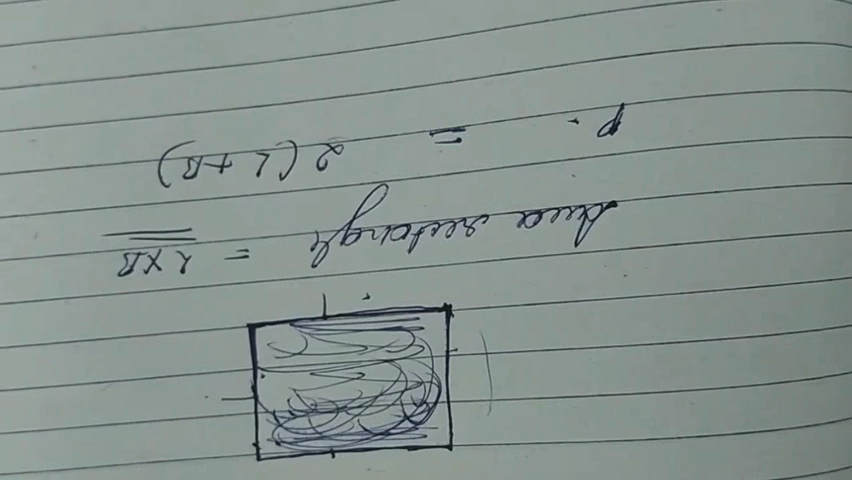 Area rectangle = L×B
P. = 2(L+B)